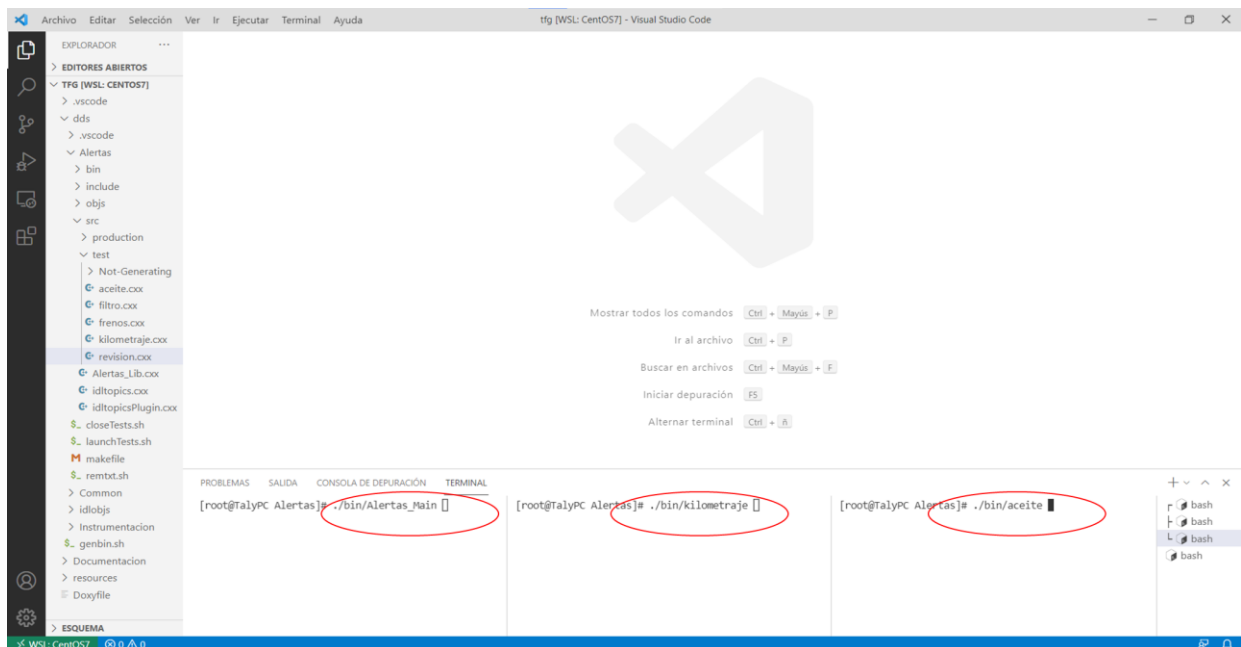 Archivo Editar Selección Ver Ir Ejecutar Terminal Ayuda
tfg [WSL: CentOS7] - Visual Studio Code
EXPLORADOR
EDITORES ABIERTOS
TFG [WSL: CENTOS7]
.vscode
dds
.vscode
Alertas
bin
include
objs
src
production
test
Not-Generating
aceite.cxx
filtro.cxx
frenos.cxx
kilometraje.cxx
revision.cxx
Alertas_Lib.cxx
idltopics.cxx
idltopicsPlugin.cxx
closeTests.sh
launchTests.sh
makefile
remtxt.sh
Common
idlobjs
Instrumentacion
genbin.sh
Documentacion
resources
Doxyfile
ESQUEMA
Mostrar todos los comandos Ctrl + Mayús + P
Ir al archivo Ctrl + P
Buscar en archivos Ctrl + Mayús + F
Iniciar depuración F5
Alternar terminal Ctrl + ñ
PROBLEMAS SALIDA CONSOLA DE DEPURACIÓN TERMINAL
[root@TalyPC Alertas]# ./bin/Alertas_Main
[root@TalyPC Alertas]# ./bin/kilometraje
[root@TalyPC Alertas]# ./bin/aceite
bash
bash
bash
bash
WSL: CentOS7 0 0